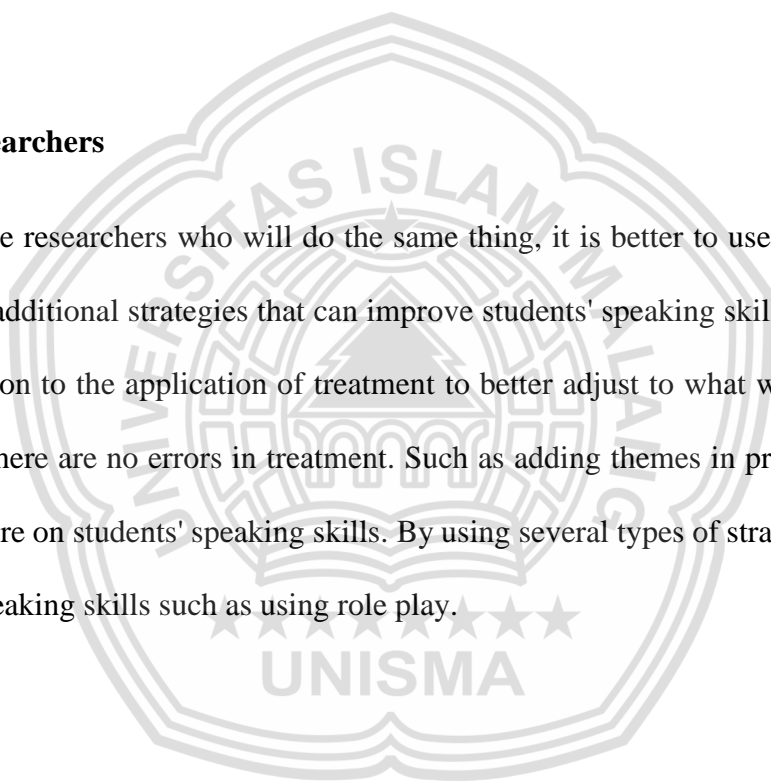 earchers
e researchers who will do the same thing, it is better to use
additional strategies that can improve students' speaking skil
on to the application of treatment to better adjust to what w
here are no errors in treatment. Such as adding themes in pr
re on students' speaking skills. By using several types of stra
eaking skills such as using role play.
UNIVERSITAS ISLAM MALANG
UNISMA